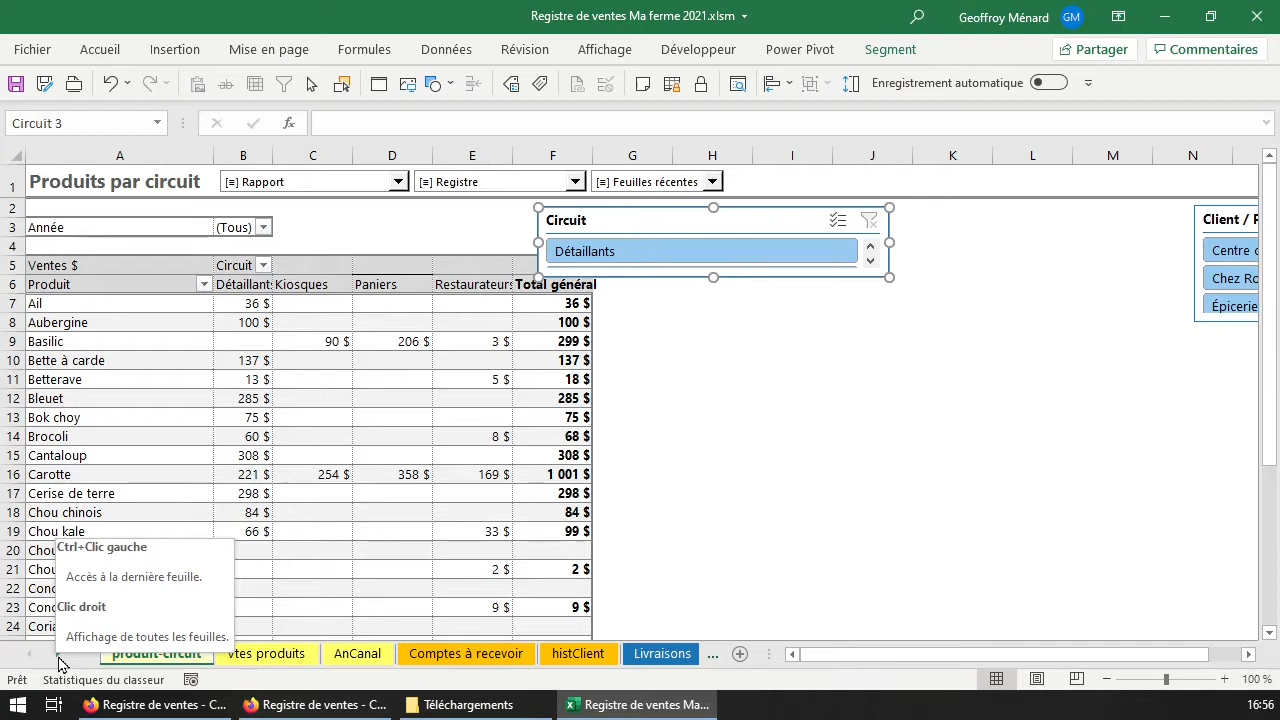 Registre de ventes Ma ferme 2021.xlsm
Geoffroy Ménard GM
Fichier Accueil Insertion Mise en page Formules Données Révision Affichage Développeur Power Pivot Segment Partager Commentaires
Enregistrement automatique
Circuit 3 fx
A B C D E F G H I J K L M N
1 Produits par circuit [≡] Rapport [≡] Registre [≡] Feuilles récentes
2 Circuit Client /
3 Année (Tous)
4 Détaillants Centre
5 Ventes $ Circuit
6 Produit Détaillants Kiosques Paniers Restaurateurs Total général Chez
7 Ail 36 $ 36 $ Épicerie
8 Aubergine 100 $ 100 $
9 Basilic 90 $ 206 $ 3 $ 299 $
10 Bette à carde 137 $ 137 $
11 Betterave 13 $ 5 $ 18 $
12 Bleuet 285 $ 285 $
13 Bok choy 75 $ 75 $
14 Brocoli 60 $ 8 $ 68 $
15 Cantaloup 308 $ 308 $
16 Carotte 221 $ 254 $ 358 $ 169 $ 1 001 $
17 Cerise de terre 298 $ 298 $
18 Chou chinois 84 $ 84 $
19 Chou kale 66 $ 33 $ 99 $
20 Chou
21 Chou 2 $ 2 $
22 Conc
23 Conc 9 $ 9 $
24 Coria
Ctrl+Clic gauche
Accès à la dernière feuille.
Clic droit
Affichage de toutes les feuilles.
produit-circuit vtes produits AnCanal Comptes à recevoir histClient Livraisons ...
Prêt Statistiques du classeur 100 %
Registre de ventes - C... Registre de ventes - C... Téléchargements Registre de ventes Ma... 16:56